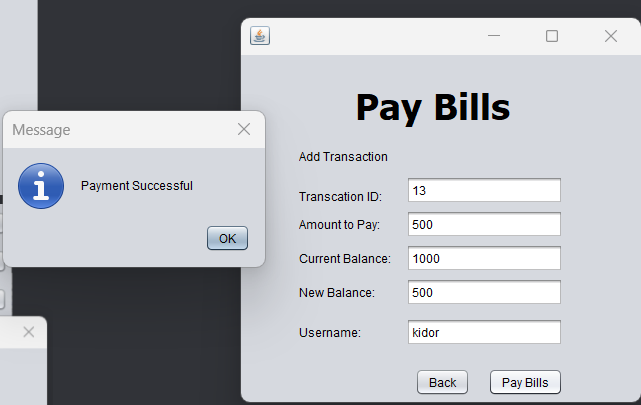 Message
Payment Successful
OK
Pay Bills
Add Transaction
Transcation ID: 13
Amount to Pay: 500
Current Balance: 1000
New Balance: 500
Username: kidor
Back Pay Bills